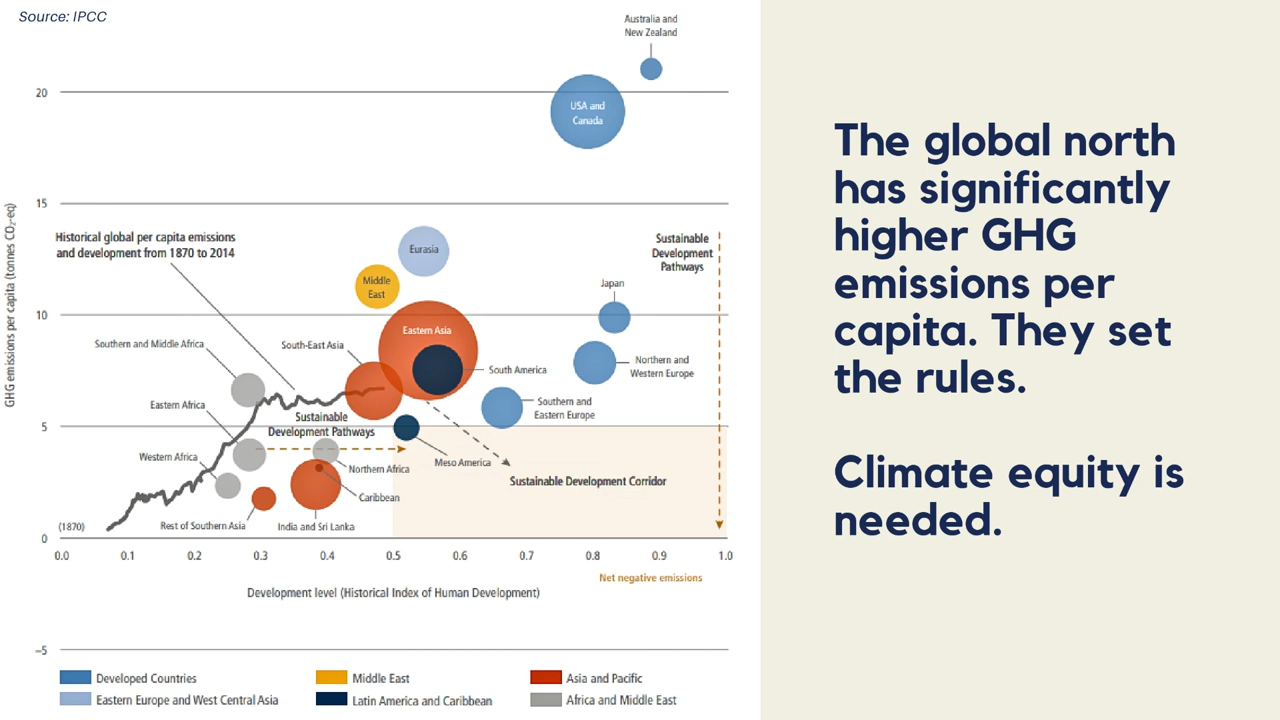 Source: IPCC
Australia and
New Zealand
20
USA and
Canada
15
Historical global per capita emissions
and development from 1870 to 2014
Eurasia
Sustainable
Development
Pathways
Middle
East
Japan
10
Eastern Asia
Southern and Middle Africa
South-East Asia
Northern and
Western Europe
South America
GHG emissions per capita (tonnes CO₂-eq)
Eastern Africa
Southern and
Eastern Europe
Sustainable
Development Pathways
5
Western Africa
Northern Africa
Meso America
Sustainable Development Corridor
Caribbean
(1870)
Rest of Southern Asia
India and Sri Lanka
0
0.0 0.1 0.2 0.3 0.4 0.5 0.6 0.7 0.8 0.9 1.0
Net negative emissions
Development level (Historical Index of Human Development)
–5
Developed Countries
Middle East
Asia and Pacific
Eastern Europe and West Central Asia
Latin America and Caribbean
Africa and Middle East
The global north
has significantly
higher GHG
emissions per
capita. They set
the rules.
Climate equity is
needed.